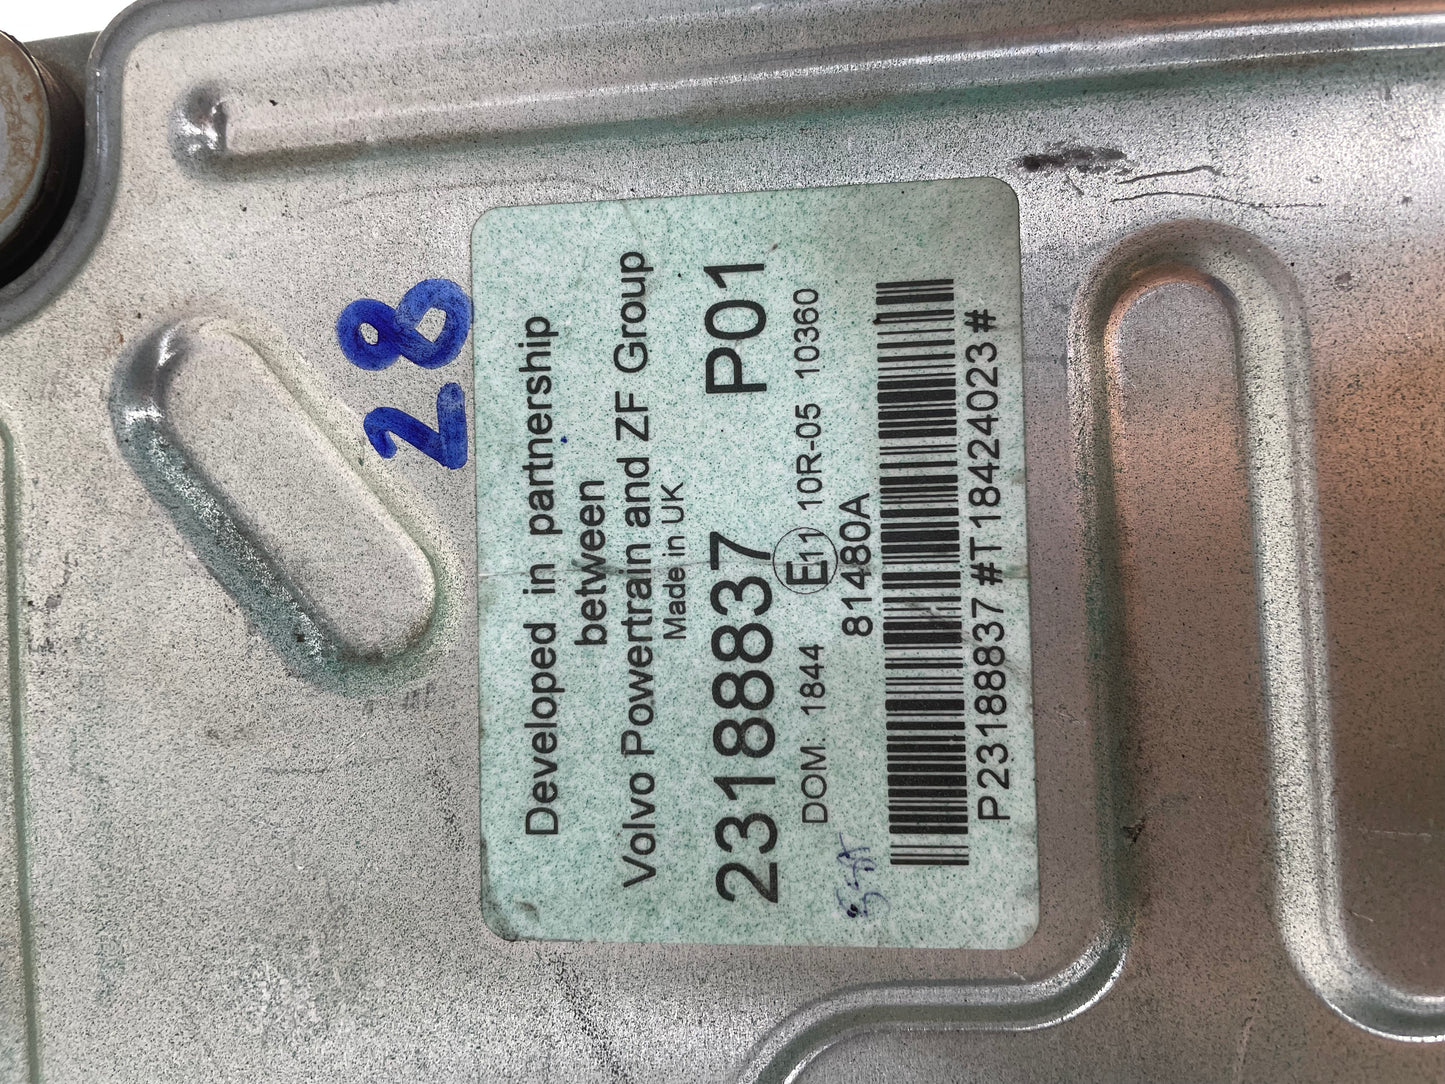 28
Developed in partnership
between
Volvo Powertrain and ZF Group
Made in UK
23188837 P01
DOM: 1844 E11 10R-05 10360
81480A
P23188837#T18424023#